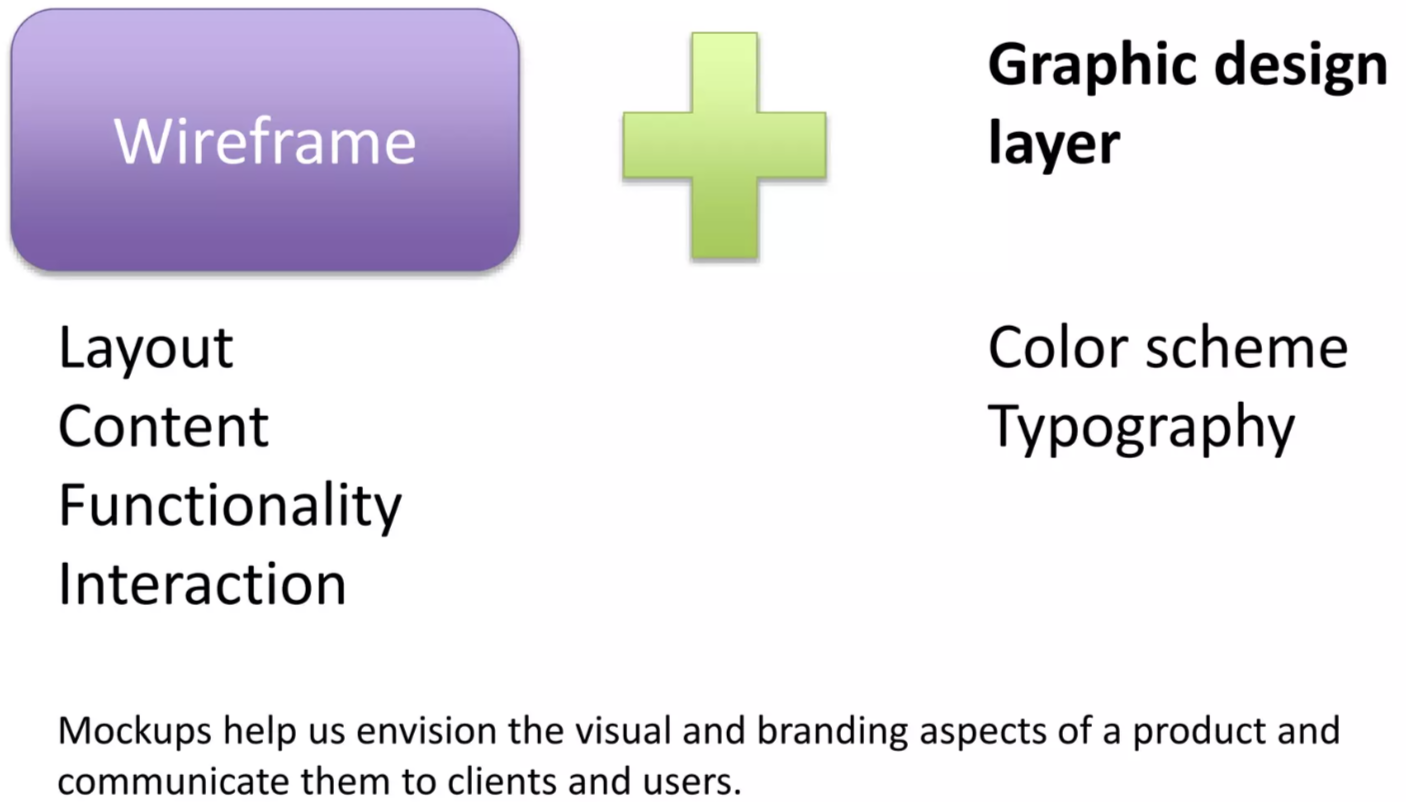 Wireframe
Graphic design
layer
Layout
Content
Functionality
Interaction
Color scheme
Typography
Mockups help us envision the visual and branding aspects of a product and
communicate them to clients and users.